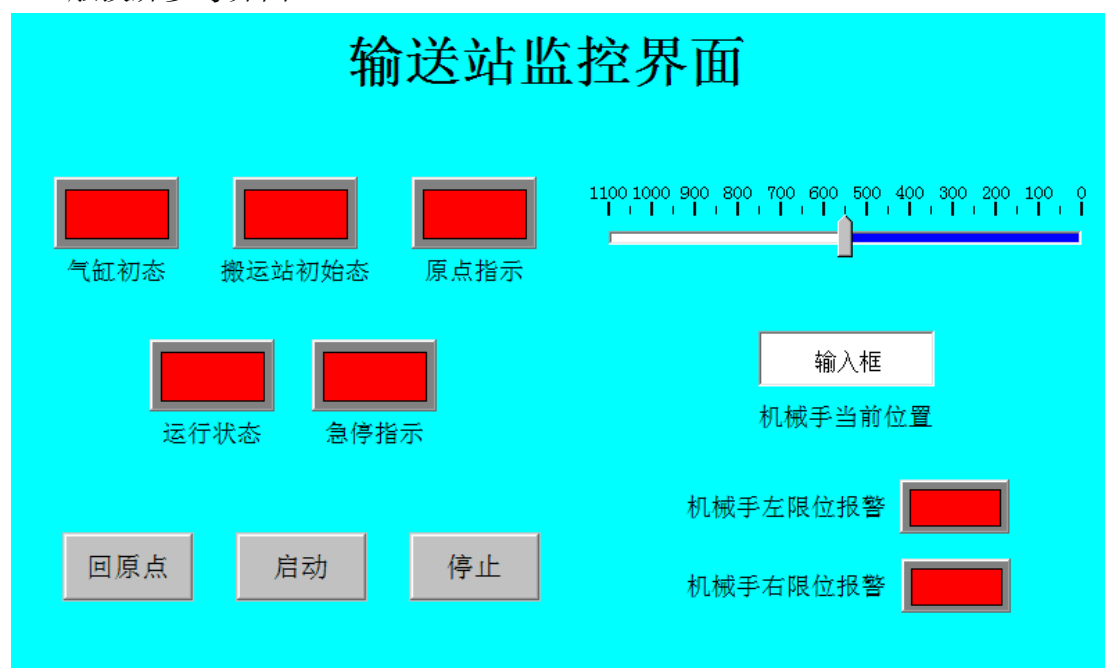 输送站监控界面
1100 1000 900 800 700 600 500 400 300 200 100 0
气缸初态 搬运站初始态 原点指示
输入框
机械手当前位置
运行状态 急停指示
机械手左限位报警
回原点 启动 停止
机械手右限位报警